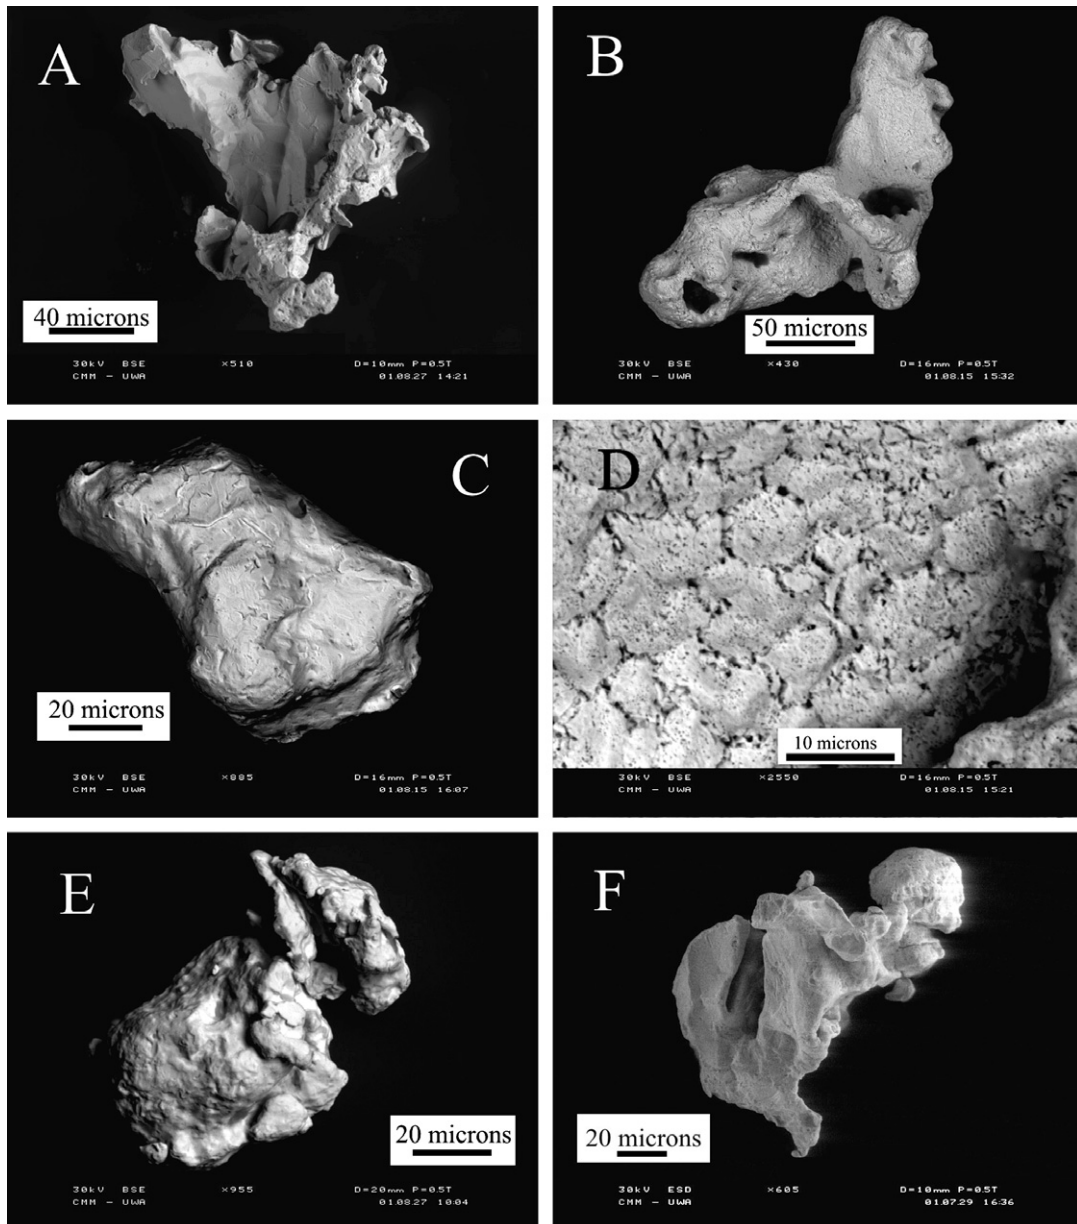 A
40 microns
30kV BSE ×510 D=10mm P=0.5T
CMM – UWA 01.08.27 14:21
B
50 microns
30kV BSE ×430 D=16mm P=0.5T
CMM – UWA 01.08.15 15:32
C
20 microns
30kV BSE ×885 D=16mm P=0.5T
CMM – UWA 01.08.15 16:07
D
10 microns
30kV BSE ×2550 D=16mm P=0.5T
CMM – UWA 01.08.15 15:21
E
20 microns
30kV BSE ×955 D=20mm P=0.5T
CMM – UWA 01.08.27 10:04
F
20 microns
30kV ESD ×605 D=10mm P=0.5T
CMM – UWA 01.07.29 16:36